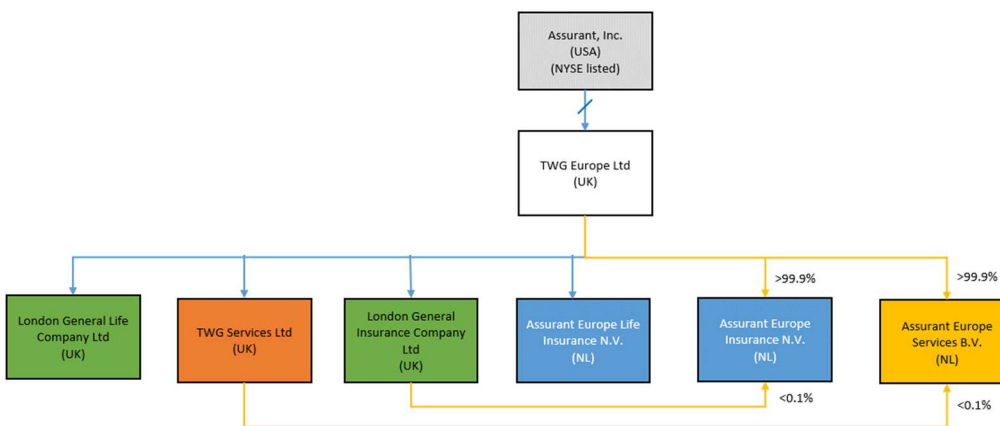 Assurant, Inc.
(USA)
(NYSE listed)
TWG Europe Ltd
(UK)
>99.9%
>99.9%
London General Life
Company Ltd
(UK)
TWG Services Ltd
(UK)
London General
Insurance Company
Ltd
(UK)
Assurant Europe Life
Insurance N.V.
(NL)
Assurant Europe
Insurance N.V.
(NL)
Assurant Europe
Services B.V.
(NL)
<0.1%
<0.1%